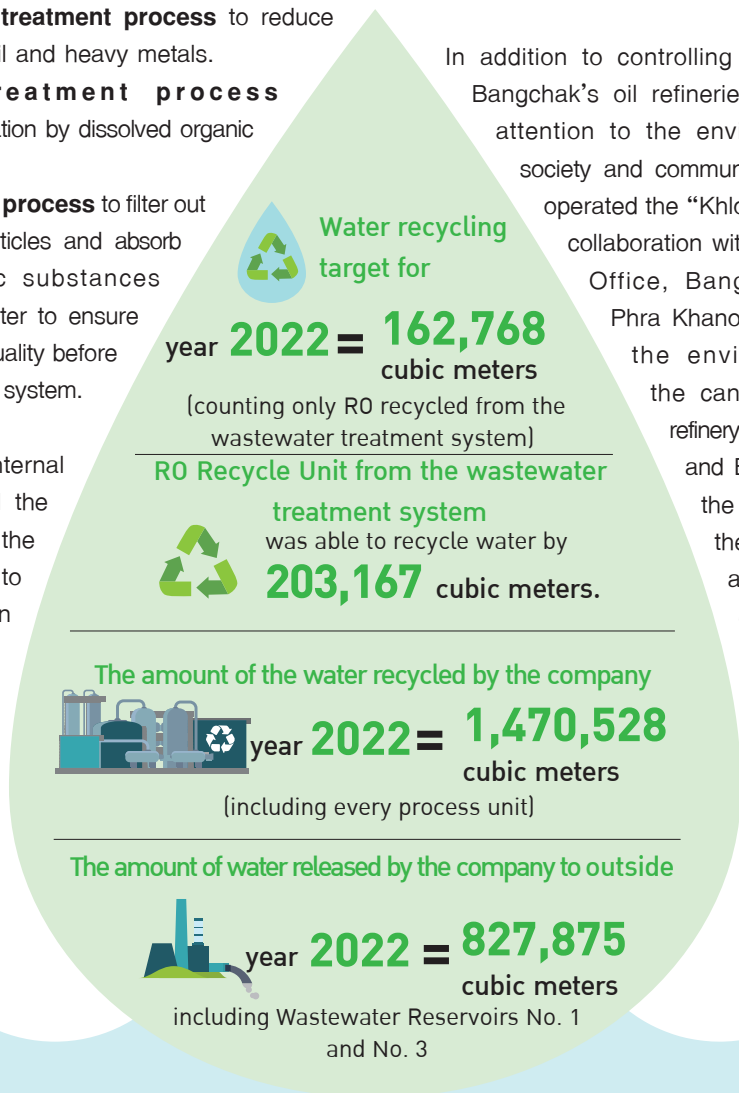 treatment process to reduce
il and heavy metals.
reatment process
ation by dissolved organic
process to filter out
ticles and absorb
c substances
ter to ensure
uality before
system.
nternal
the
the
to
n
Water recycling
target for
year 2022 = 162,768
cubic meters
(counting only RO recycled from the
wastewater treatment system)
RO Recycle Unit from the wastewater
treatment system
was able to recycle water by
203,167 cubic meters.
The amount of the water recycled by the company
year 2022 = 1,470,528
cubic meters
(including every process unit)
The amount of water released by the company to outside
year 2022 = 827,875
cubic meters
including Wastewater Reservoirs No. 1
and No. 3
In addition to controlling
Bangchak's oil refinerie
attention to the env
society and commun
operated the “Khlo
collaboration wit
Office, Bang
Phra Khano
the envi
the can
refinery
and B
the
the
a